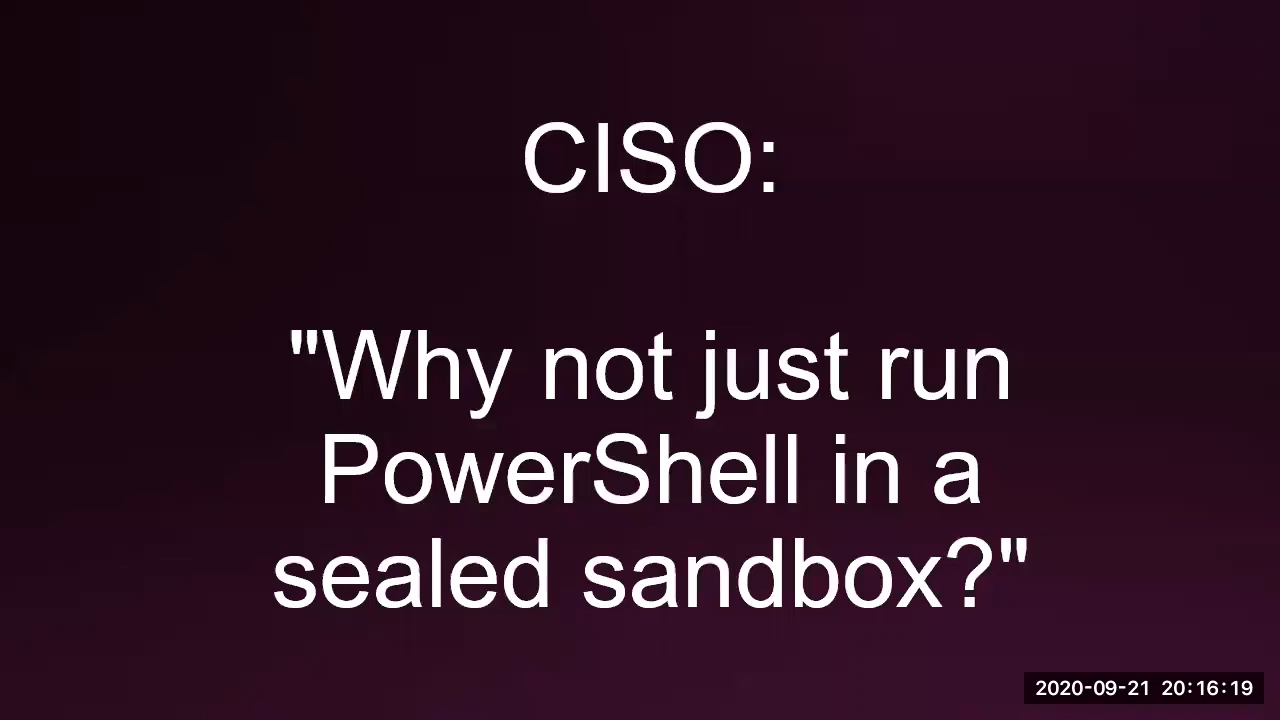 CISO:
"Why not just run
PowerShell in a
sealed sandbox?"
2020-09-21 20:16:19